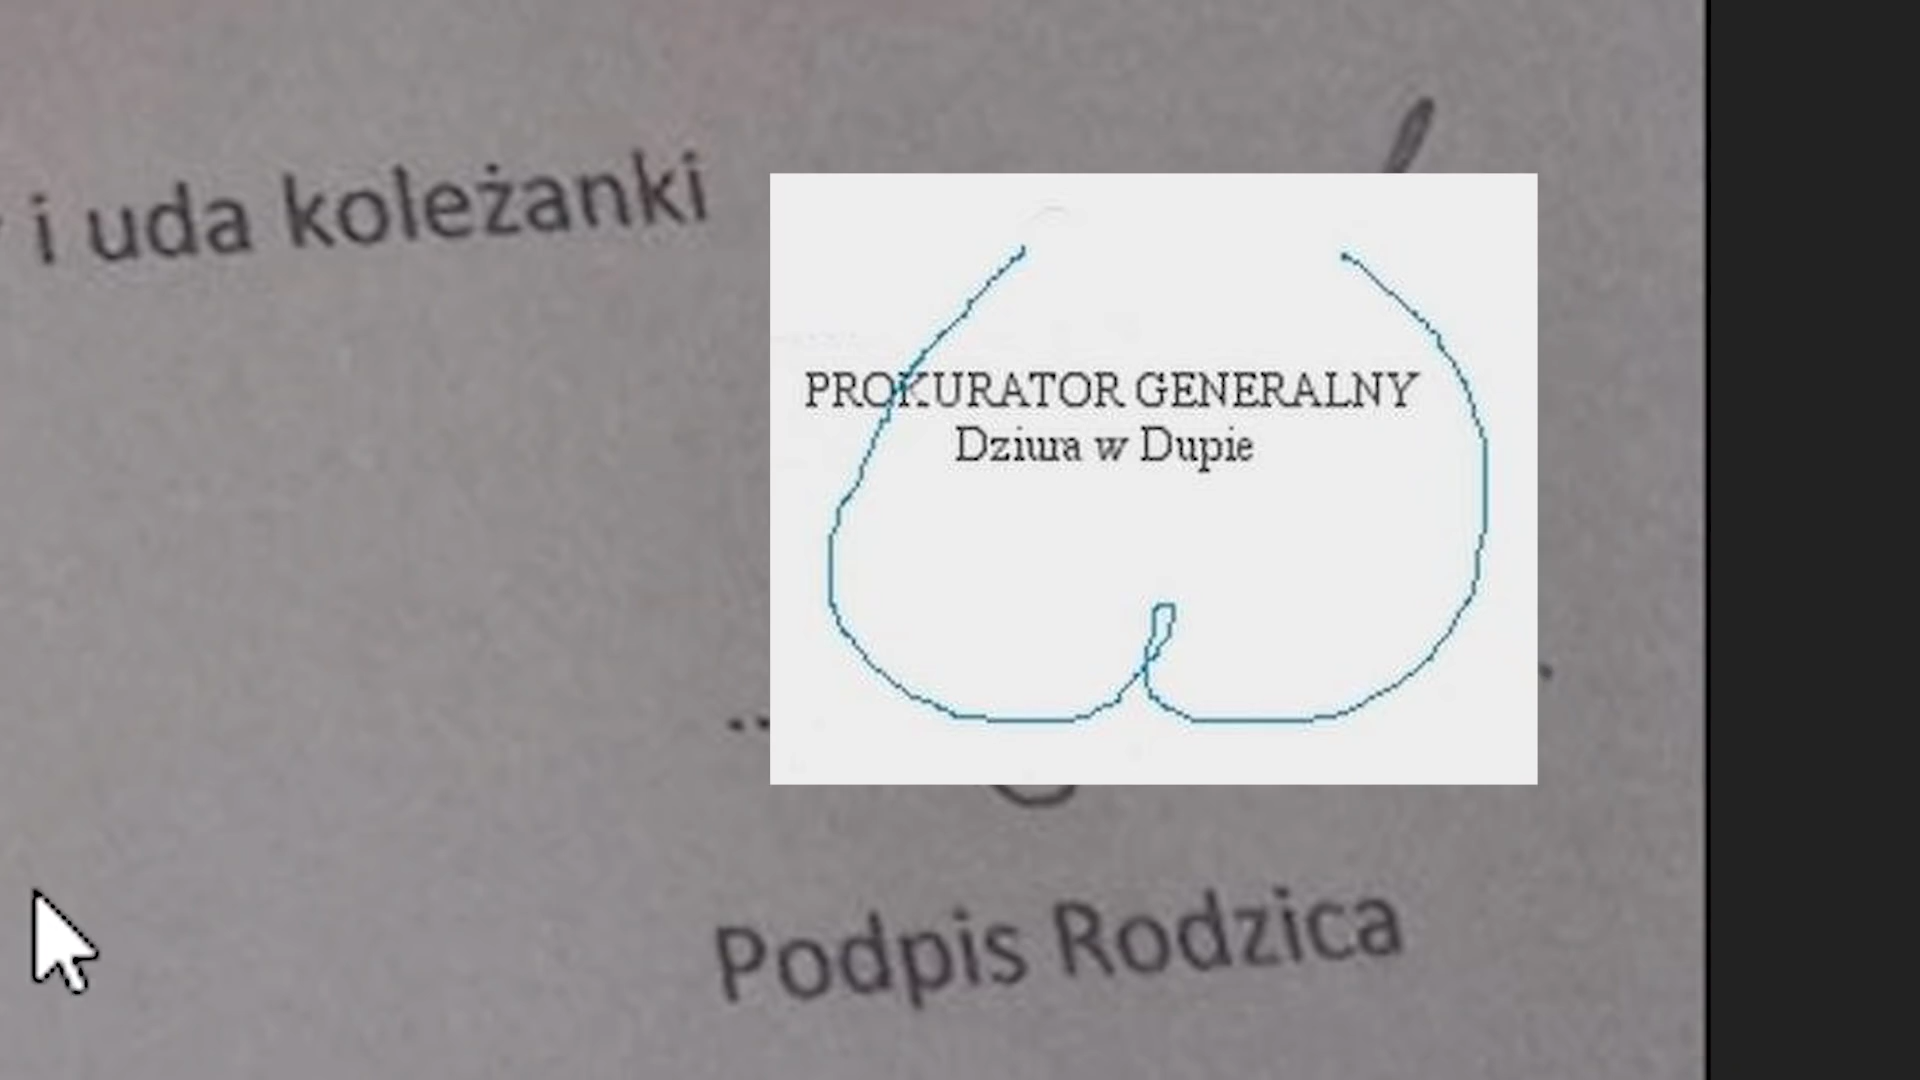 i uda koleżanki
PROKURATOR GENERALNY
Dziura w Dupie
Podpis Rodzica